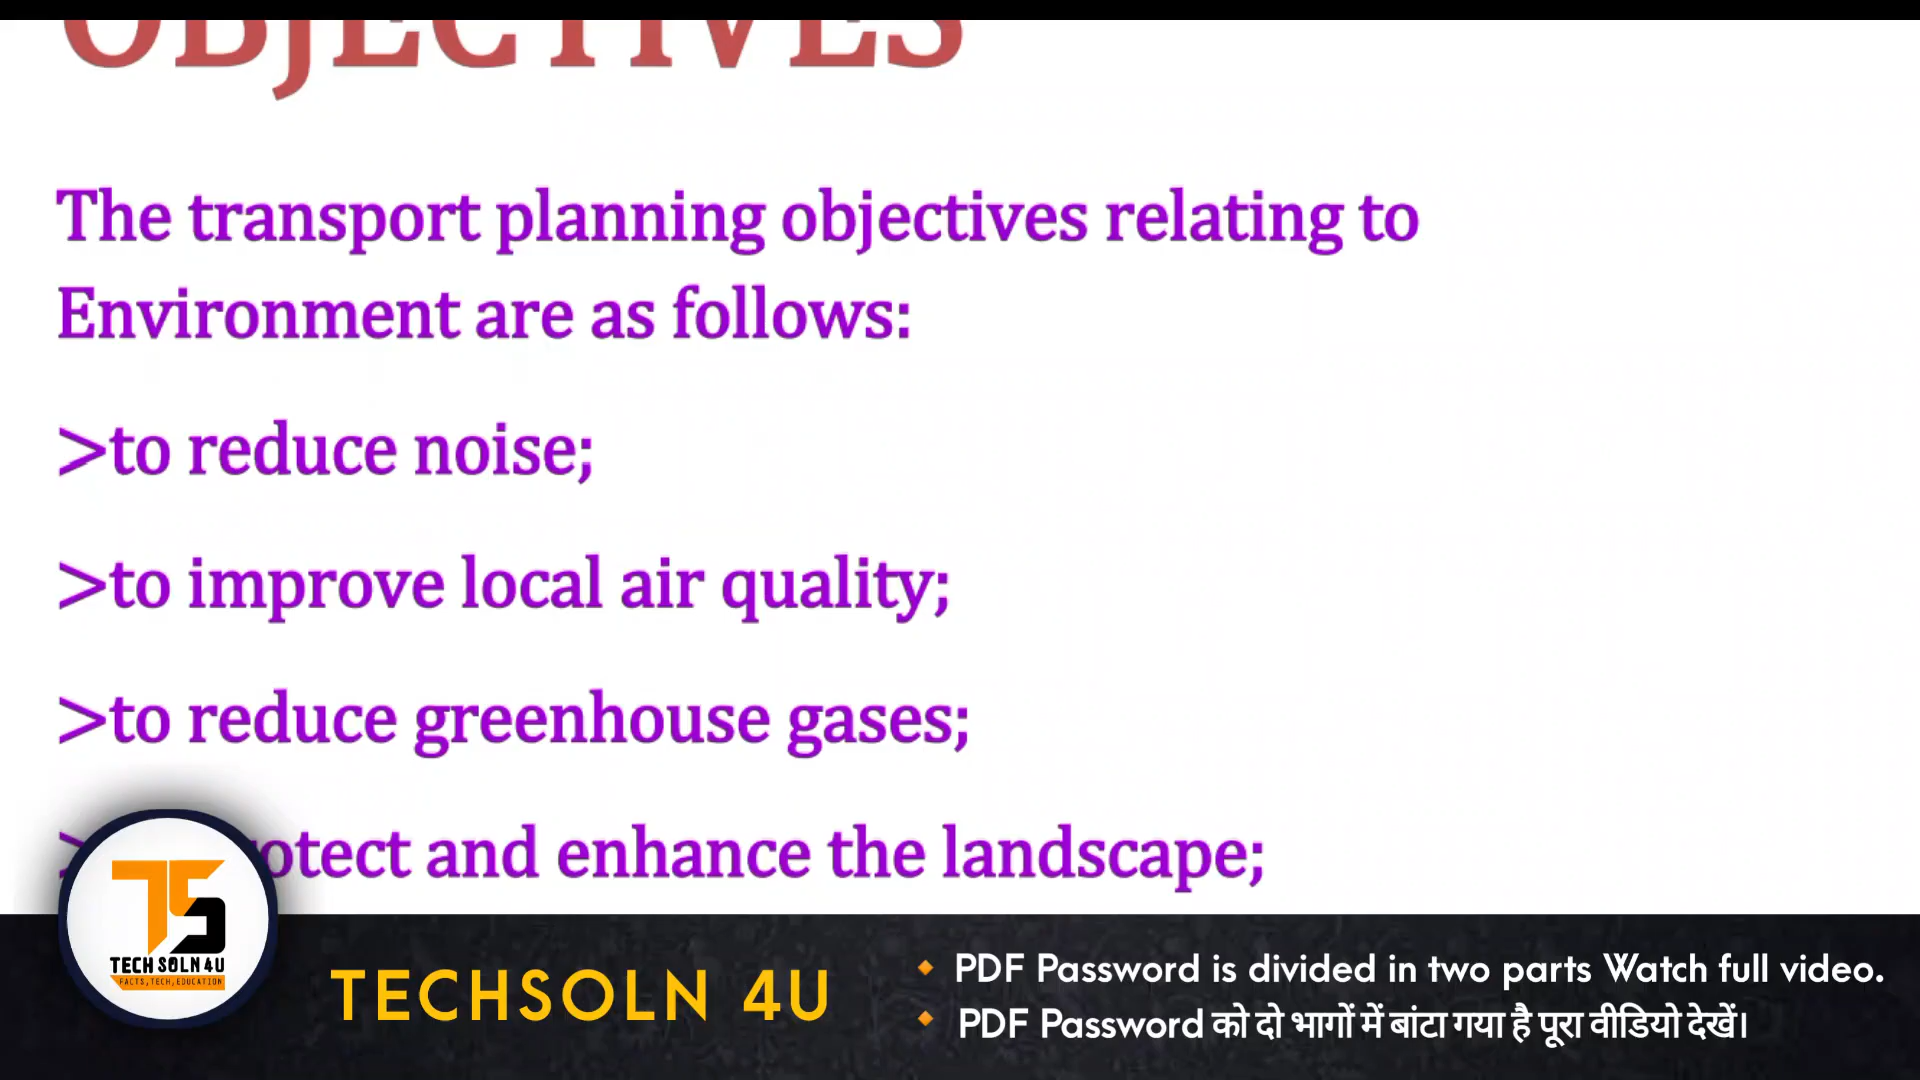 OBJECTIVES
The transport planning objectives relating to
Environment are as follows:
>to reduce noise;
>to improve local air quality;
>to reduce greenhouse gases;
otect and enhance the landscape;
TECH SOLN 4U
FACTS,TECH,EDUCATION
TECHSOLN 4U
PDF Password is divided in two parts Watch full video.
PDF Password को दो भागों में बांटा गया है पूरा वीडियो देखें।